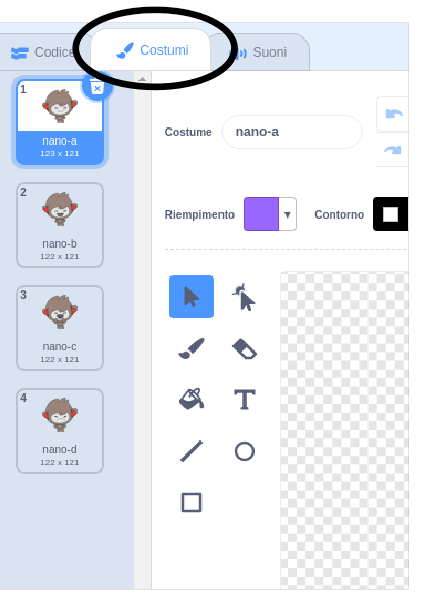 Codice
Costumi
Suoni
1
nano-a
123 x 121
2
nano-b
122 x 121
3
nano-c
122 x 121
4
nano-d
122 x 121
Costume
nano-a
Riempimento
Contorno
T